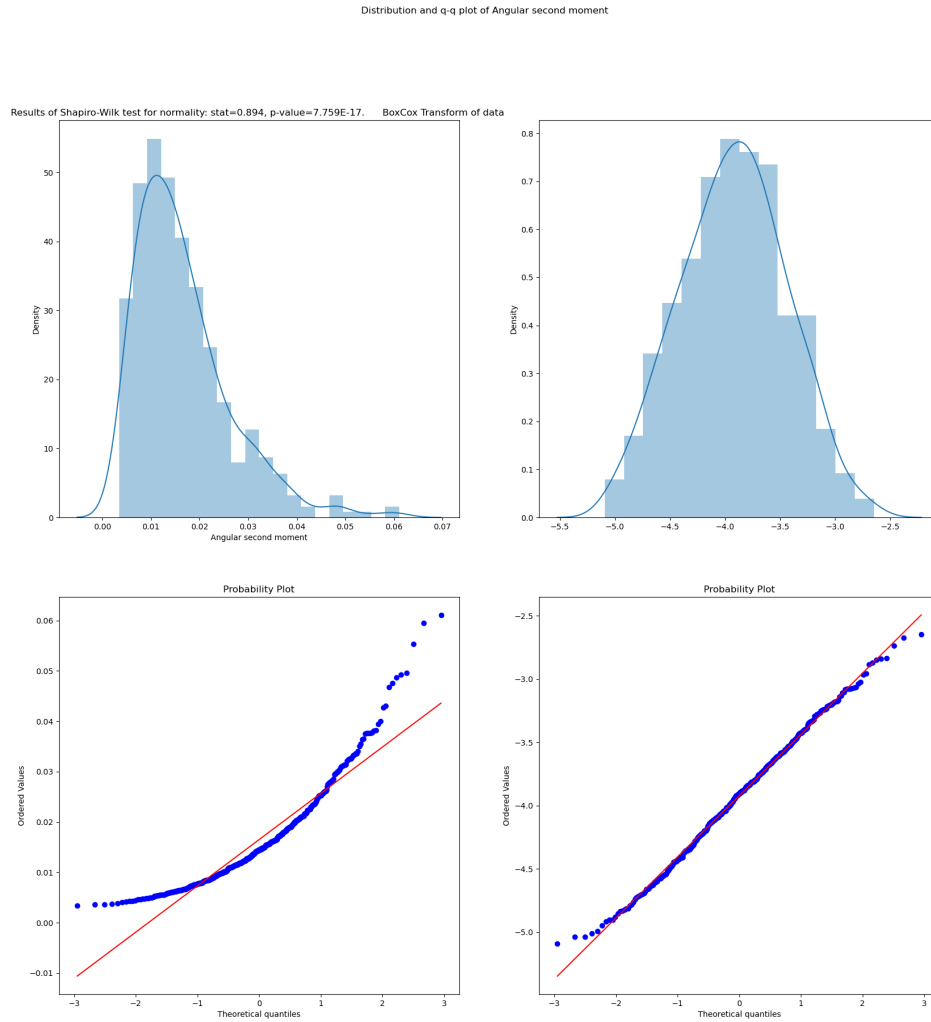 Distribution and q-q plot of Angular second moment
Results of Shapiro-Wilk test for normality: stat=0.894, p-value=7.759E-17. BoxCox Transform of data
Density
50
40
30
20
10
0
0.00 0.01 0.02 0.03 0.04 0.05 0.06 0.07
Angular second moment
Density
0.8
0.7
0.6
0.5
0.4
0.3
0.2
0.1
0.0
−5.5 −5.0 −4.5 −4.0 −3.5 −3.0 −2.5
Probability Plot
Ordered Values
0.06
0.05
0.04
0.03
0.02
0.01
0.00
−0.01
−3 −2 −1 0 1 2 3
Theoretical quantiles
Probability Plot
Ordered Values
−2.5
−3.0
−3.5
−4.0
−4.5
−5.0
−3 −2 −1 0 1 2 3
Theoretical quantiles